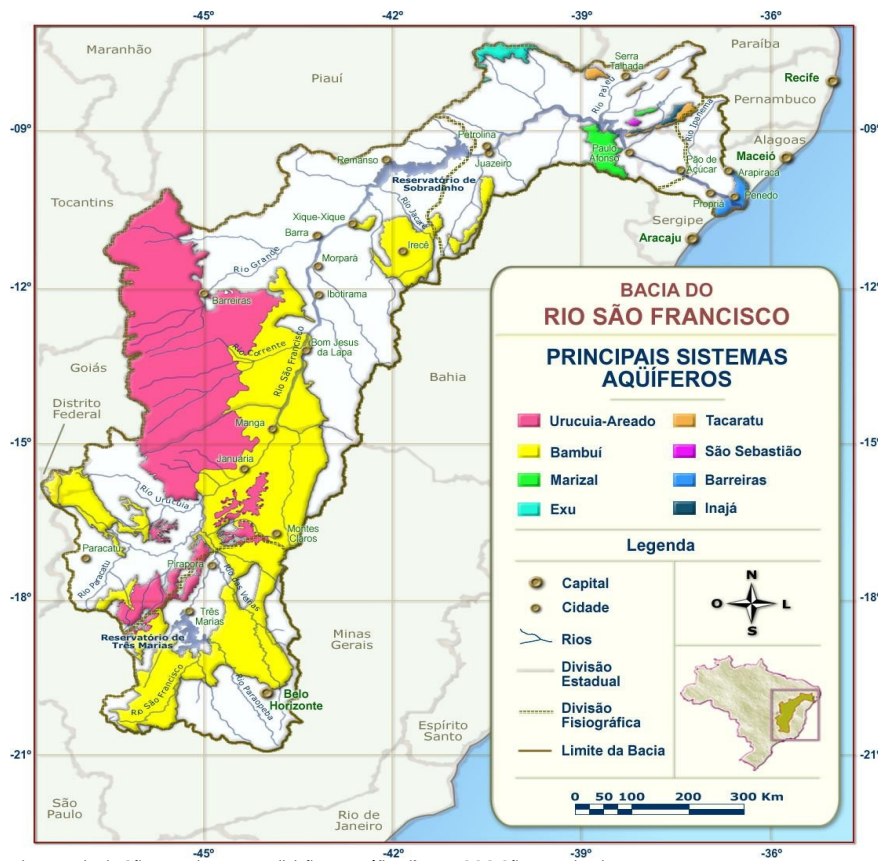 -45° -42° -39° -36°
Maranhão
Piauí
Paraíba
Serra
Talhada
Rio Pajeú
Recife
Pernambuco
-09°
-09°
Petrolina
Rio Ipanema
Alagoas
Remanso
Juazeiro
Paulo
Afonso
Pão de
Açúcar
Maceió
Arapiraca
Reservatório de
Sobradinho
Tocantins
Propriá
Penedo
Xique-Xique
Rio Jacaré
Sergipe
Barra
Irecê
Aracaju
Rio Grande
Morpará
-12°
-12°
Barreiras
Ibotirama
Rio Corrente
Rio São Francisco
Bom Jesus
da Lapa
Goiás
Bahia
Distrito
Federal
Manga
-15°
-15°
Januária
Rio Urucuia
Montes
Claros
Paracatu
Rio Paracatu
Pirapora
Rio das Velhas
-18°
-18°
Três
Marias
Reservatório de
Três Marias
Minas
Gerais
Rio São Francisco
Rio Paraopeba
Belo
Horizonte
Espírito
Santo
-21°
-21°
São
Paulo
Rio de
Janeiro
-45° -42° -39° -36°
BACIA DO
RIO SÃO FRANCISCO
PRINCIPAIS SISTEMAS
AQÜÍFEROS
Urucuia-Areado
Tacaratu
Bambuí
São Sebastião
Marizal
Barreiras
Exu
Inajá
Legenda
Capital
Cidade
Rios
Divisão
Estadual
Divisão
Fisiográfica
Limite da Bacia
N
O L
S
0 50 100 200 300 Km